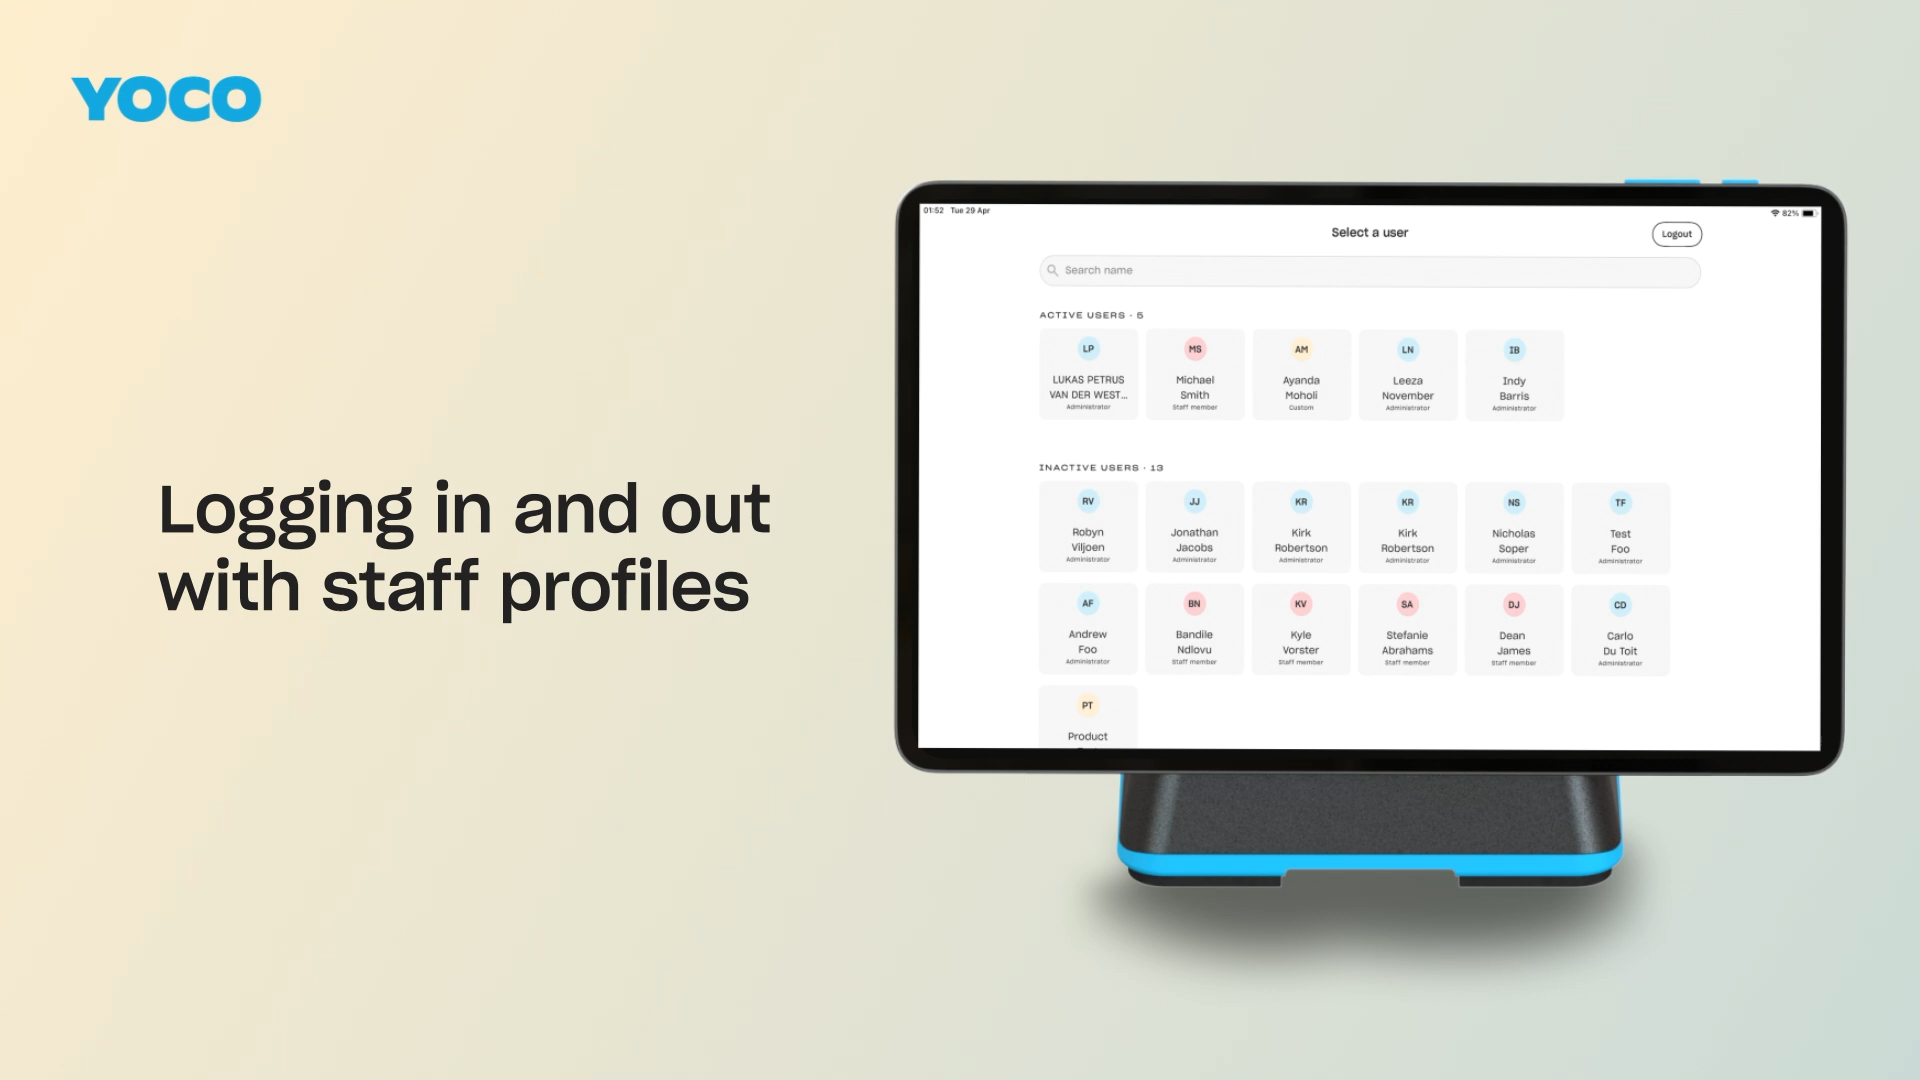 YOCO
Logging in and out
with staff profiles
01:52 Tue 29 Apr
82%
Select a user
Logout
Search name
ACTIVE USERS · 5
LP
LUKAS PETRUS
VAN DER WEST...
Administrator
MS
Michael
Smith
Staff member
AM
Ayanda
Moholi
Custom
LN
Leeza
November
Administrator
IB
Indy
Barris
Administrator
INACTIVE USERS · 13
RV
Robyn
Viljoen
Administrator
JJ
Jonathan
Jacobs
Administrator
KR
Kirk
Robertson
Administrator
KR
Kirk
Robertson
Administrator
NS
Nicholas
Soper
Administrator
TF
Test
Foo
Administrator
AF
Andrew
Foo
Administrator
BN
Bandile
Ndlovu
Staff member
KV
Kyle
Vorster
Staff member
SA
Stefanie
Abrahams
Staff member
DJ
Dean
James
Staff member
CD
Carlo
Du Toit
Administrator
PT
Product